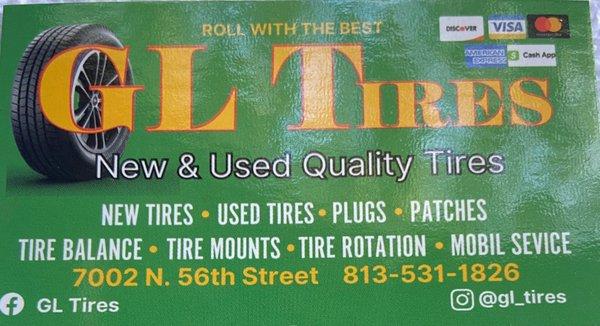 ROLL WITH THE BEST
DISCOVER VISA mastercard
AMERICAN EXPRESS $ Cash App
GL TIRES
New & Used Quality Tires
NEW TIRES • USED TIRES • PLUGS • PATCHES
TIRE BALANCE • TIRE MOUNTS • TIRE ROTATION • MOBIL SEVICE
7002 N. 56th Street 813-531-1826
f GL Tires @gl_tires